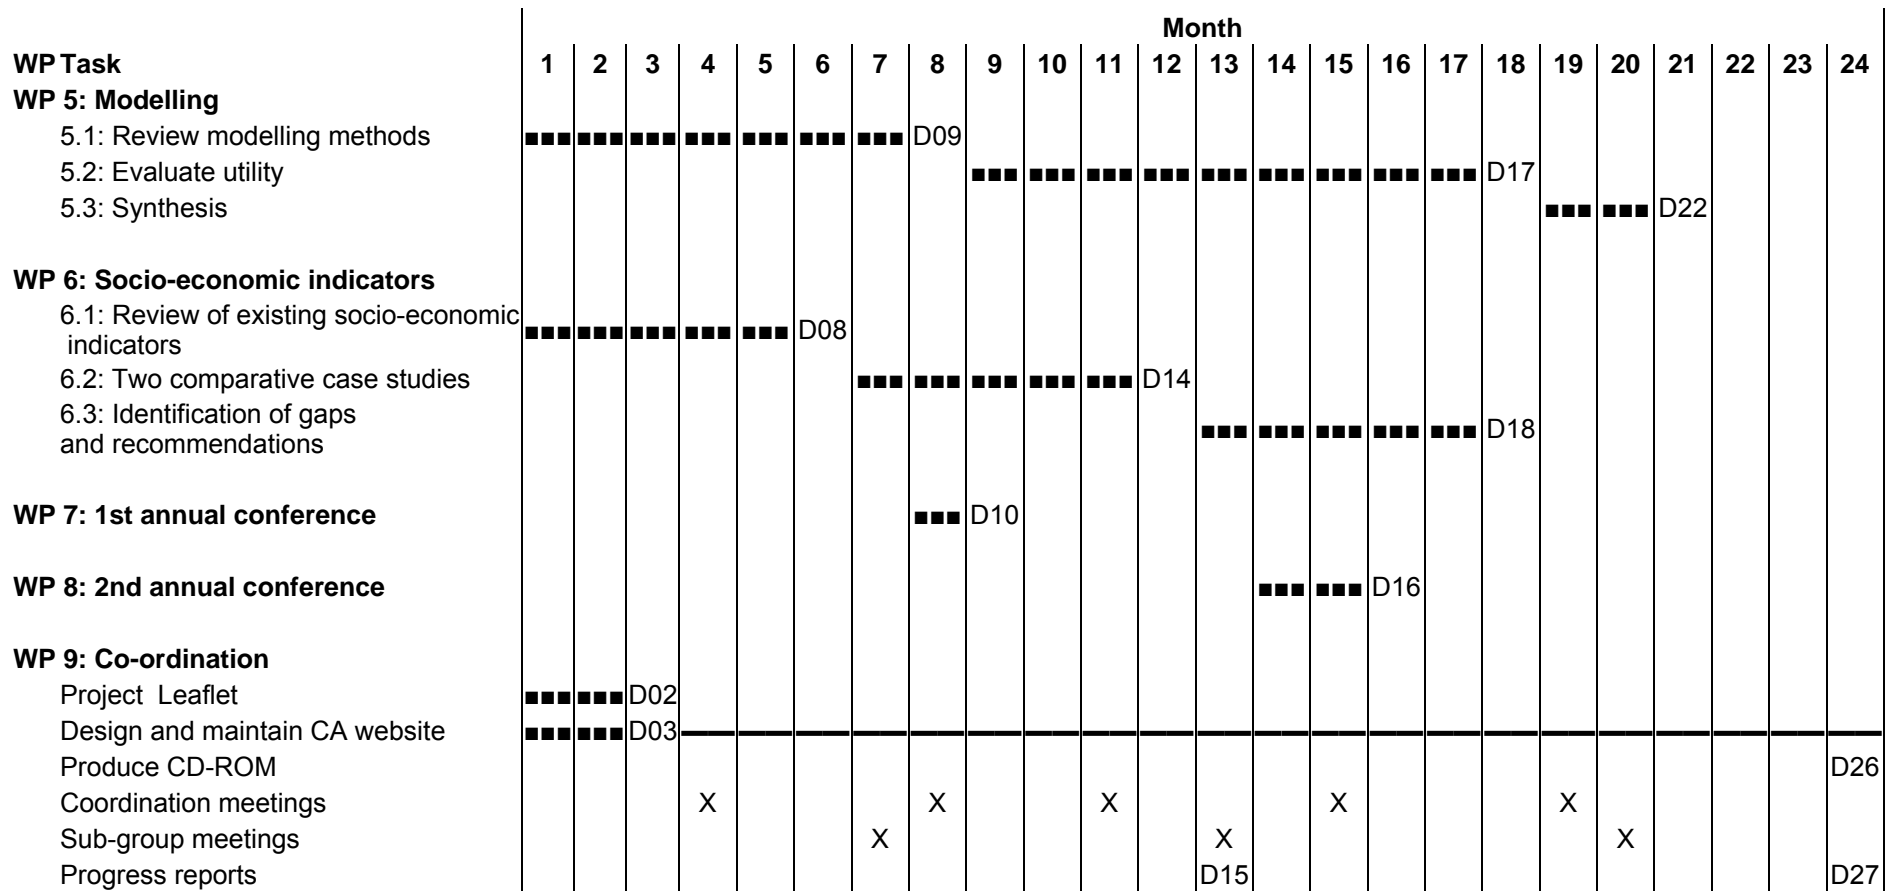 Month
WP Task 1 2 3 4 5 6 7 8 9 10 11 12 13 14 15 16 17 18 19 20 21 22 23 24
WP 5: Modelling
5.1: Review modelling methods D09
5.2: Evaluate utility D17
5.3: Synthesis D22
WP 6: Socio-economic indicators
6.1: Review of existing socio-economic
indicators D08
6.2: Two comparative case studies D14
6.3: Identification of gaps
and recommendations D18
WP 7: 1st annual conference D10
WP 8: 2nd annual conference D16
WP 9: Co-ordination
Project Leaflet D02
Design and maintain CA website D03
Produce CD-ROM D26
Coordination meetings X X X X X
Sub-group meetings X X X
Progress reports D15 D27